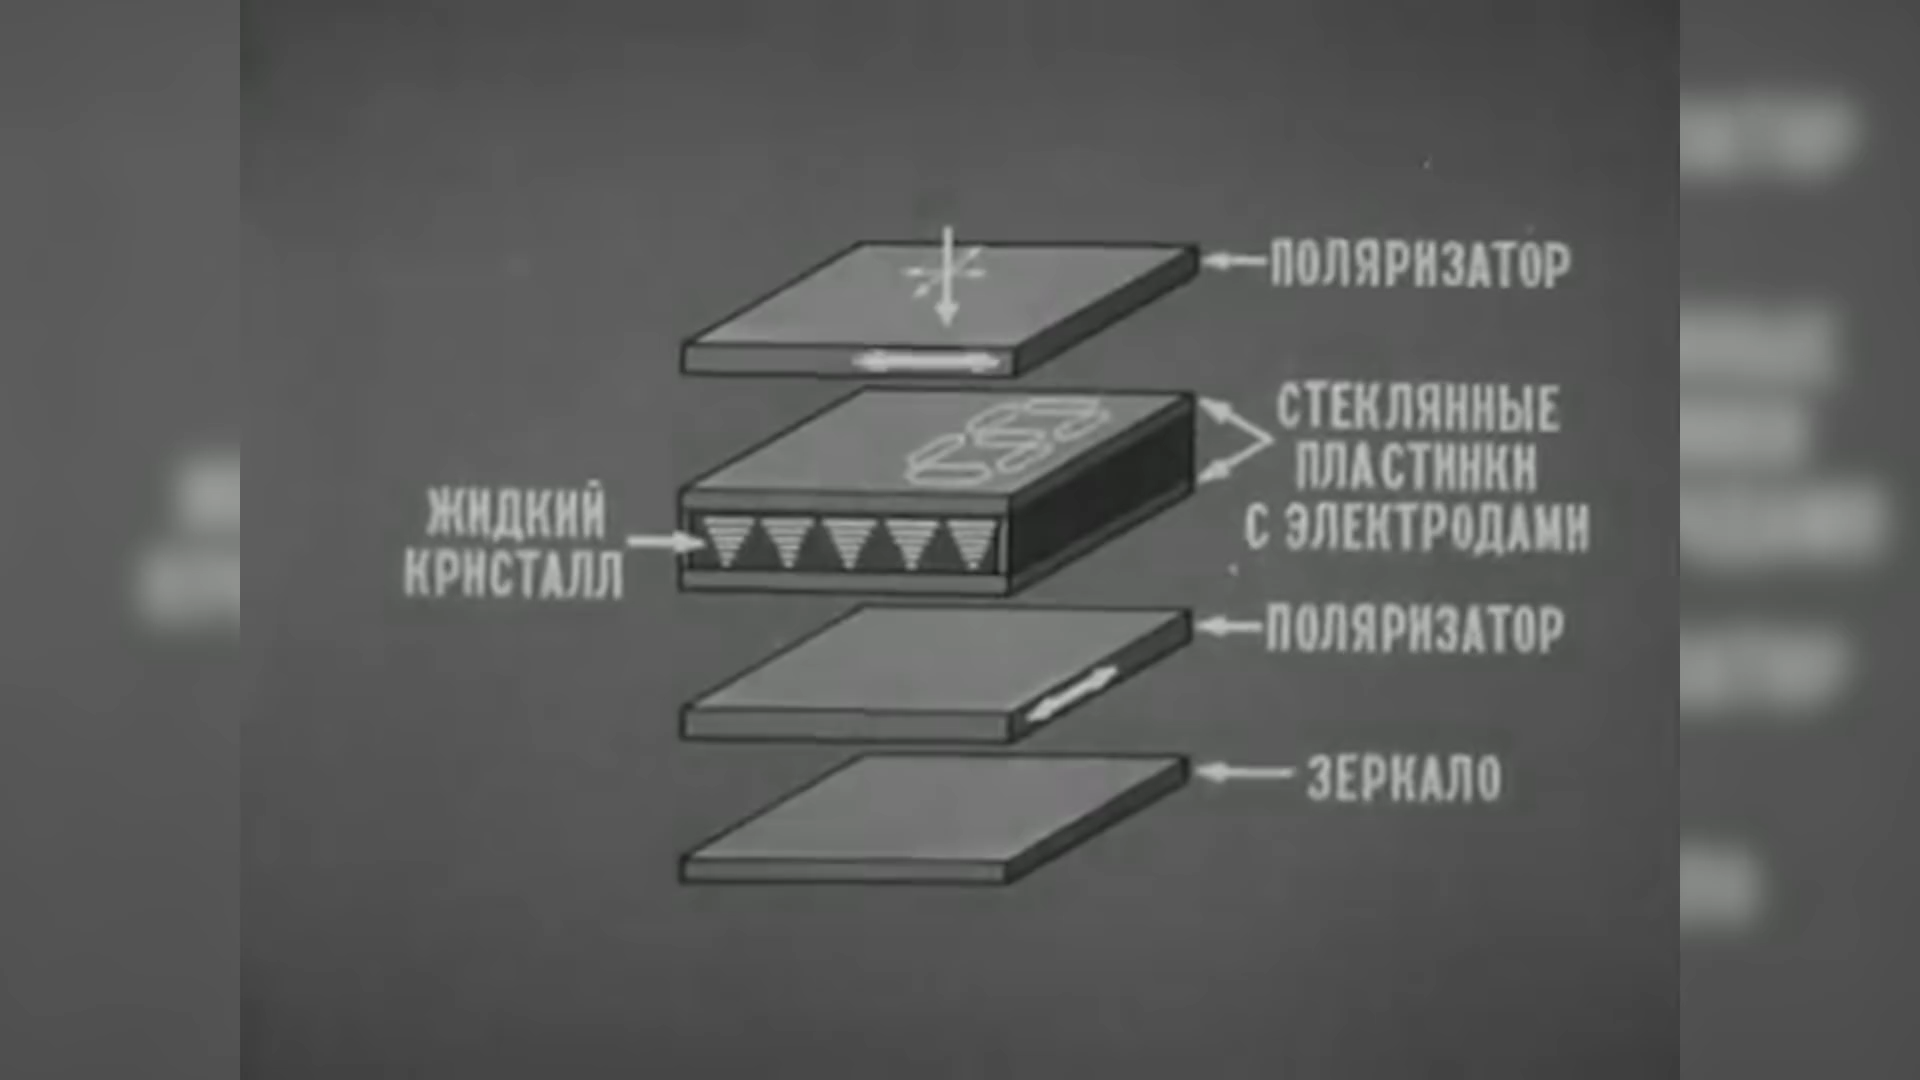 ПОЛЯРИЗАТОР
СТЕКЛЯННЫЕ
ПЛАСТИНКИ
С ЭЛЕКТРОДАМИ
ЖИДКИЙ
КРИСТАЛЛ
ПОЛЯРИЗАТОР
ЗЕРКАЛО